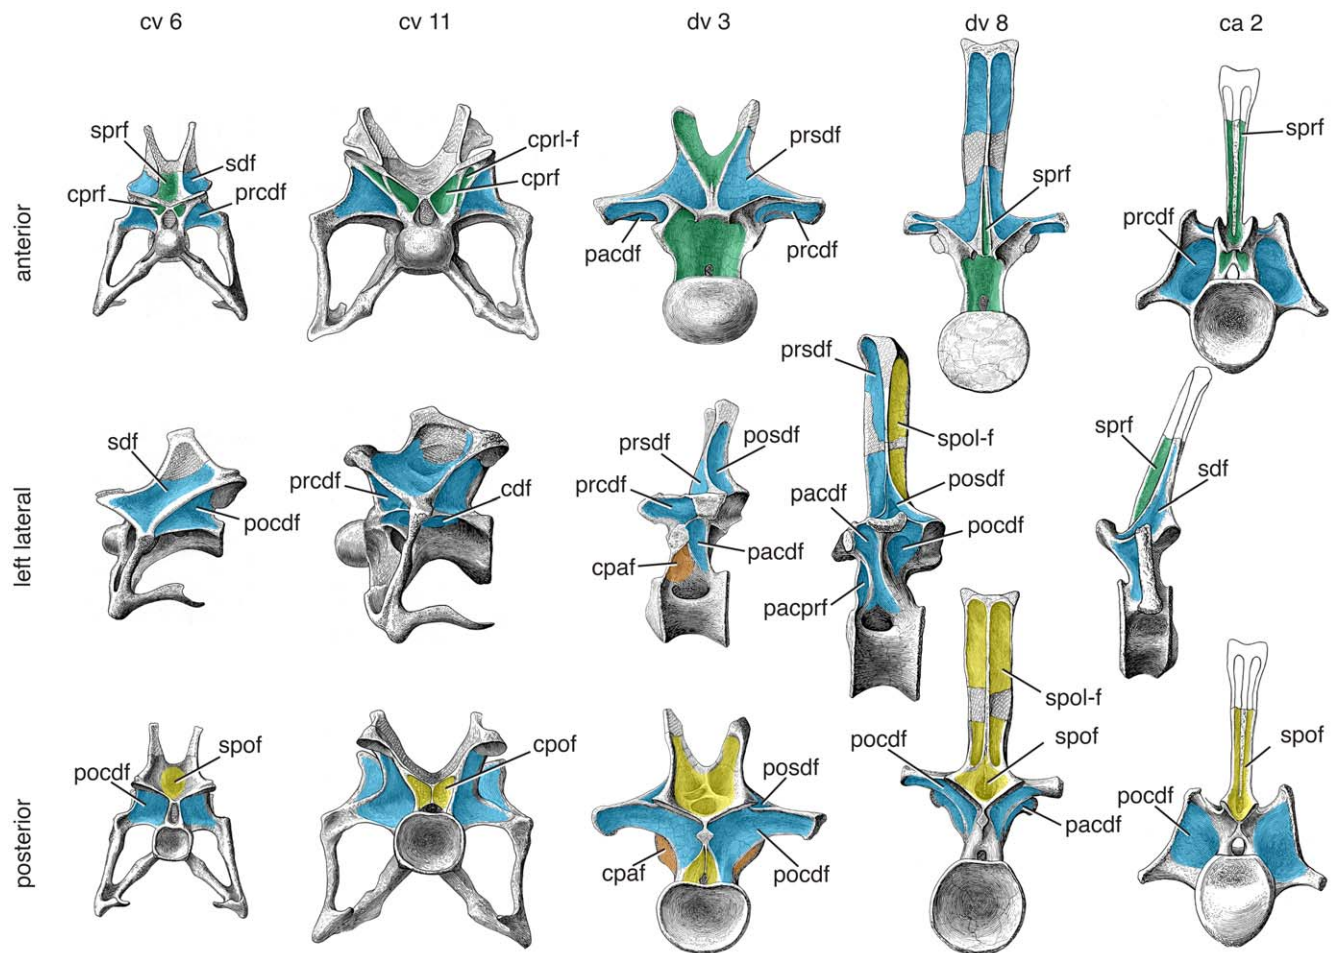 cv 6
cv 11
dv 3
dv 8
ca 2
anterior
sprf
sdf
cprf
prcdf
cprl-f
cprf
prsdf
pacdf
prcdf
sprf
sprf
prcdf
left lateral
sdf
pocdf
prcdf
cdf
prsdf
posdf
prcdf
pacdf
cpaf
prsdf
spol-f
posdf
pacdf
pocdf
pacprf
sprf
sdf
posterior
spof
pocdf
cpof
posdf
cpaf
pocdf
spol-f
spof
pocdf
pacdf
spof
pocdf